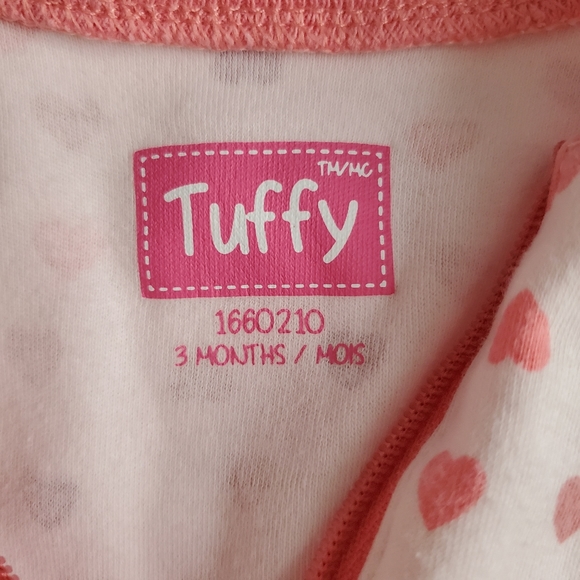 TM/MC
Tuffy
1660210
3 MONTHS / MOIS